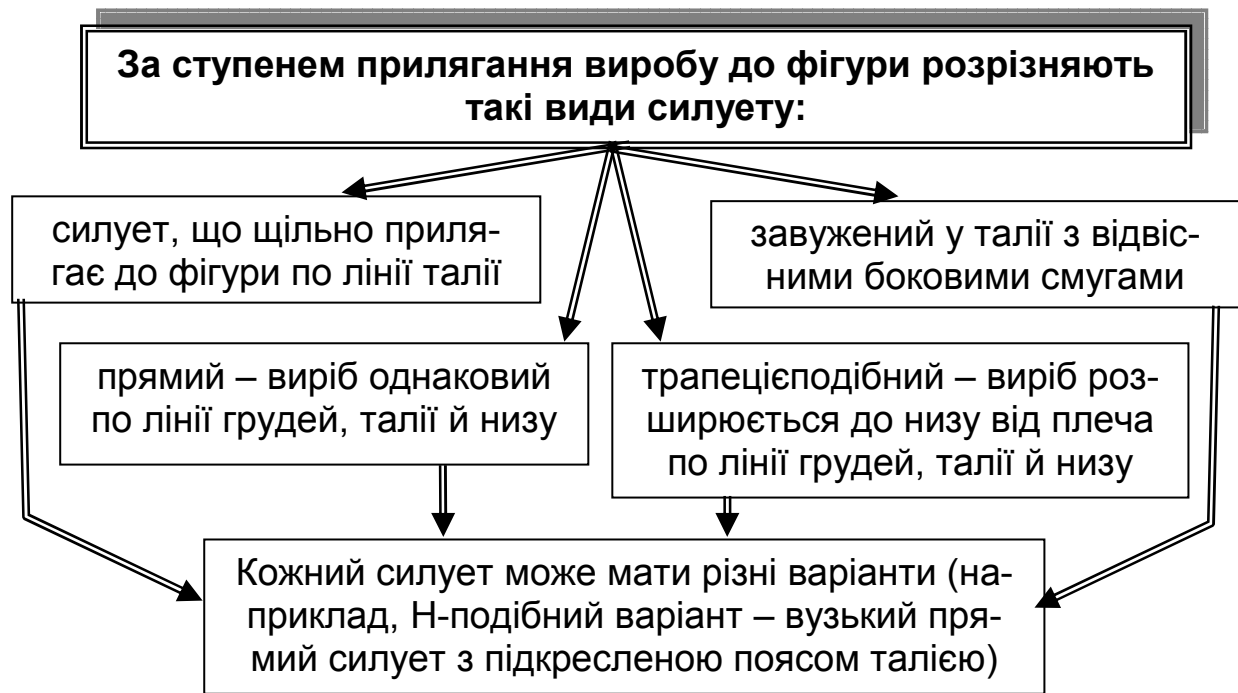 За ступенем прилягання виробу до фігури розрізняють
такі види силуету:
силует, що щільно приля-
гає до фігури по лінії талії
завужений у талії з відвіс-
ними боковими смугами
прямий – виріб однаковий
по лінії грудей, талії й низу
трапецієподібний – виріб роз-
ширюється до низу від плеча
по лінії грудей, талії й низу
Кожний силует може мати різні варіанти (на-
приклад, Н-подібний варіант – вузький пря-
мий силует з підкресленою поясом талією)